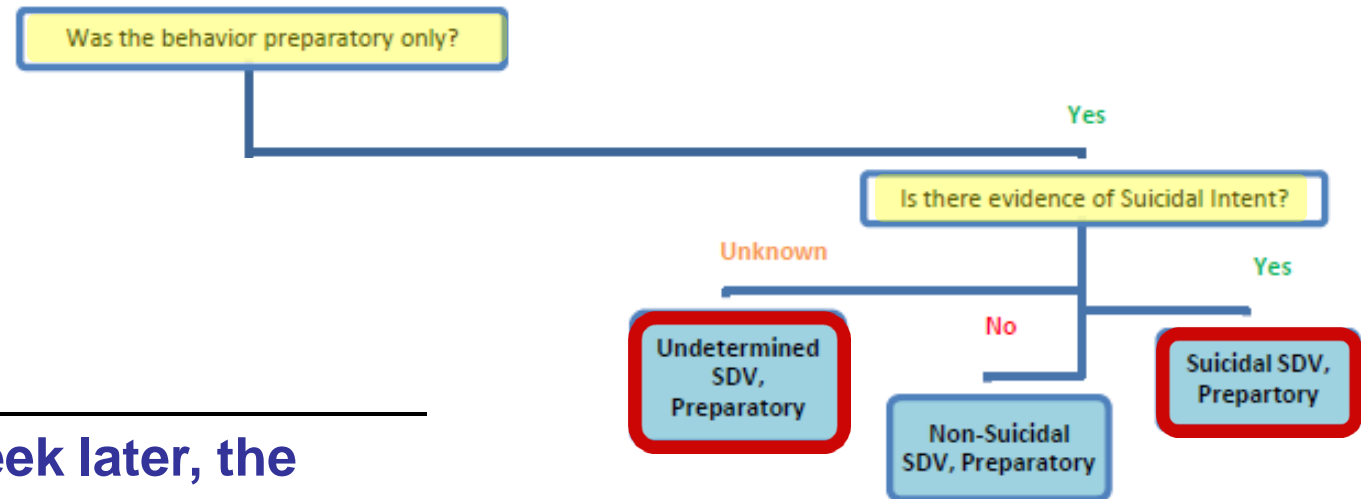 Was the behavior preparatory only?
Yes
Is there evidence of Suicidal Intent?
Unknown
Yes
No
Undetermined
SDV,
Preparatory
Suicidal SDV,
Prepartory
Non-Suicidal
SDV, Preparatory
eek later, the